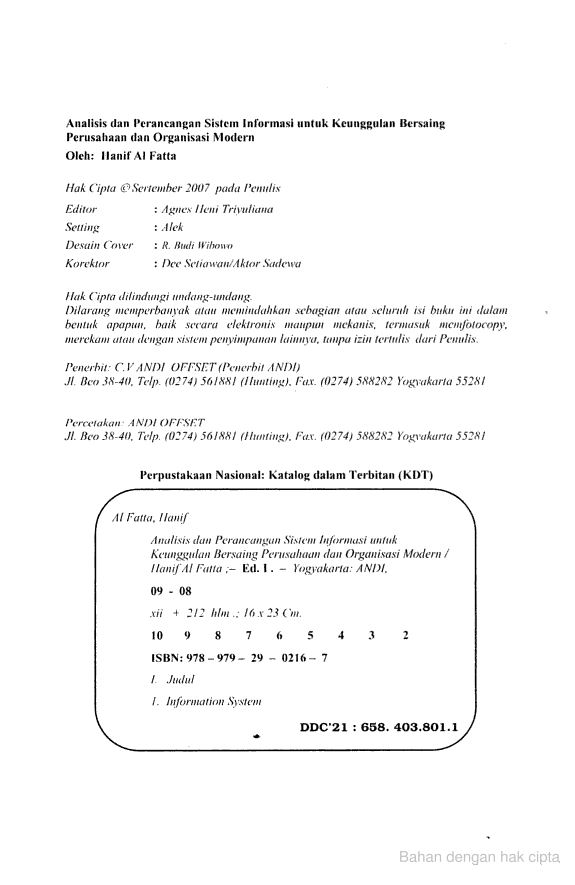 Analisis dan Perancangan Sistem Informasi untuk Keunggulan Bersaing
Perusahaan dan Organisasi Modern
Oleh: Hanif Al Fatta
Hak Cipta © September 2007 pada Penulis
Editor : Agnes Heni Triyuliana
Setting : Alek
Desain Cover : R. Budi Wibowo
Korektor : Dee Setiawan/Aktor Sadewa
Hak Cipta dilindungi undang-undang.
Dilarang memperbanyak atau memindahkan sebagian atau seluruh isi buku ini dalam
bentuk apapun, baik secara elektronis maupun mekanis, termasuk memfotocopy,
merekam atau dengan sistem penyimpanan lainnya, tanpa izin tertulis dari Penulis.
Penerbit: C.V ANDI OFFSET (Penerbit ANDI)
Jl. Beo 38-40, Telp. (0274) 561881 (Hunting), Fax. (0274) 588282 Yogyakarta 55281
Percetakan: ANDI OFFSET
Jl. Beo 38-40, Telp. (0274) 561881 (Hunting), Fax. (0274) 588282 Yogyakarta 55281
Perpustakaan Nasional: Katalog dalam Terbitan (KDT)
Al Fatta, Hanif
Analisis dan Perancangan Sistem Informasi untuk
Keunggulan Bersaing Perusahaan dan Organisasi Modern /
Hanif Al Fatta ;– Ed. I . – Yogyakarta: ANDI,
09 - 08
xii + 212 hlm .; 16 x 23 Cm.
10 9 8 7 6 5 4 3 2
ISBN: 978 – 979 – 29 – 0216 – 7
I. Judul
1. Information System
DDC'21 : 658. 403.801.1
Bahan dengan hak cipta